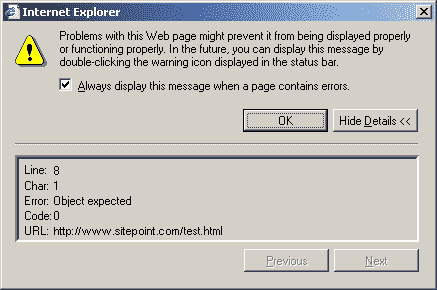 Internet Explorer
Problems with this Web page might prevent it from being displayed properly
or functioning properly. In the future, you can display this message by
double-clicking the warning icon displayed in the status bar.
Always display this message when a page contains errors.
OK
Hide Details <<
Line: 8
Char: 1
Error: Object expected
Code: 0
URL: http://www.sitepoint.com/test.html
Previous
Next